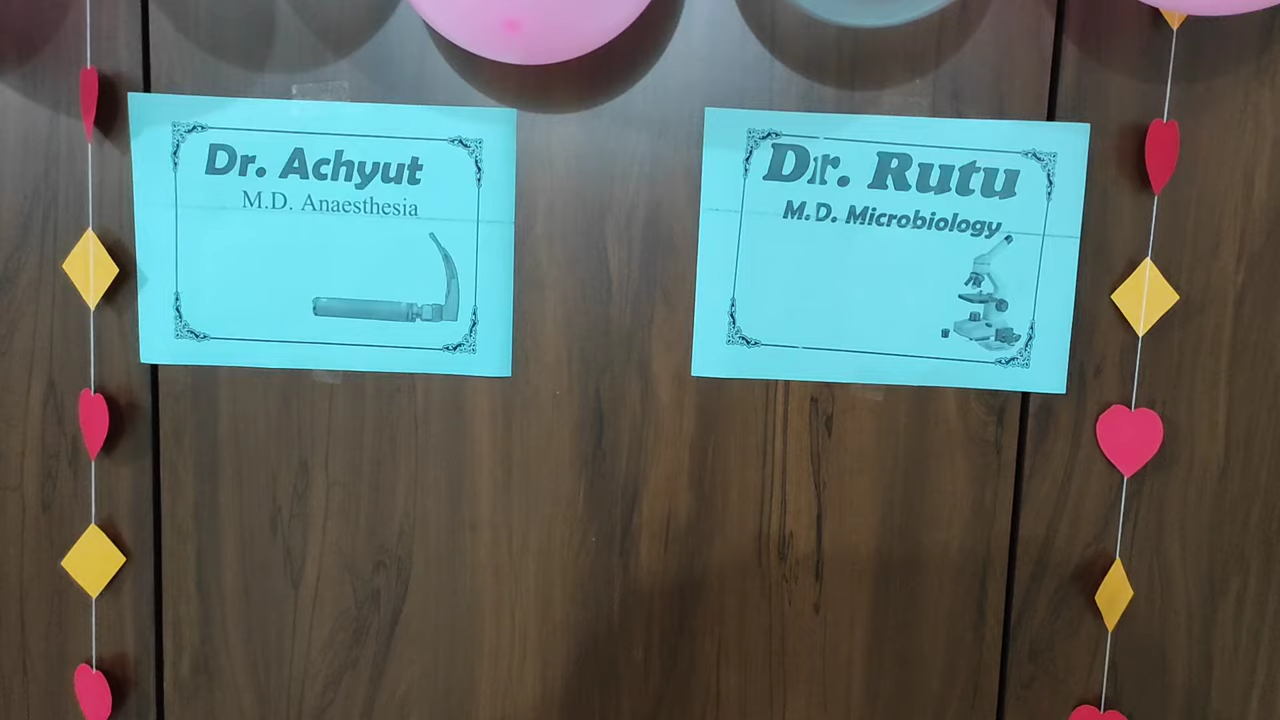 Dr. Achyut
M.D. Anaesthesia
Dr. Rutu
M.D. Microbiology